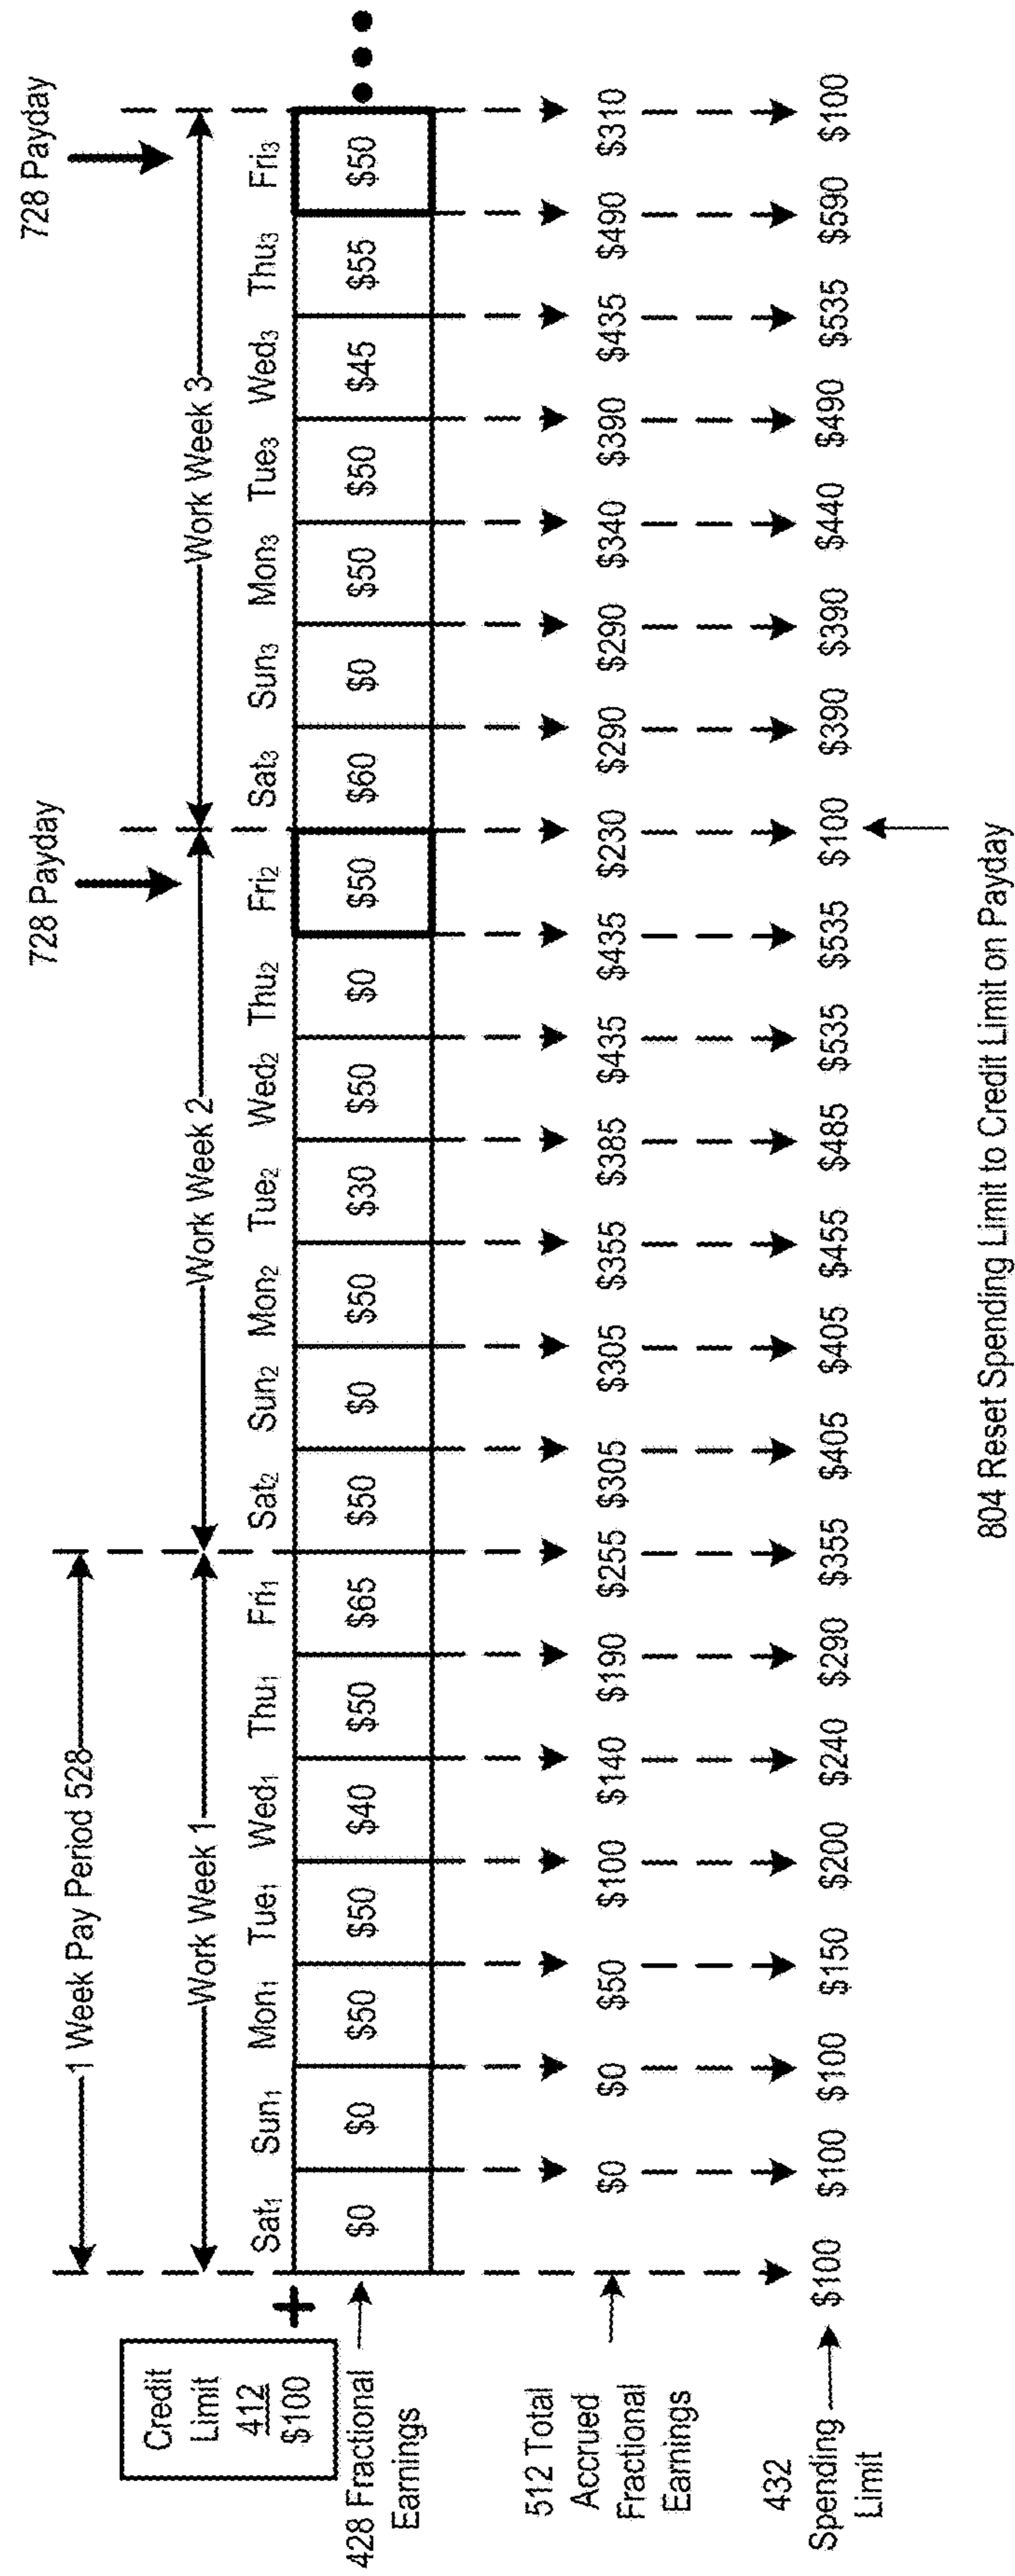 728 Payday
728 Payday
1 Week Pay Period 528
Work Week 1
Work Week 2
Work Week 3
Credit
Limit
412
$100
+
Sat1 Sun1 Mon1 Tue1 Wed1 Thu1 Fri1 Sat2 Sun2 Mon2 Tue2 Wed2 Thu2 Fri2 Sat3 Sun3 Mon3 Tue3 Wed3 Thu3 Fri3
$0 $0 $50 $50 $40 $50 $65 $50 $0 $50 $30 $50 $0 $50 $60 $0 $50 $50 $45 $55 $50
428 Fractional
Earnings
512 Total
Accrued
Fractional
Earnings
$0 $0 $50 $100 $140 $190 $255 $305 $305 $355 $385 $435 $435 $230 $290 $290 $340 $390 $435 $490 $310
432
Spending
Limit
$100 $100 $100 $150 $200 $240 $290 $355 $405 $405 $455 $485 $535 $535 $100 $390 $390 $440 $490 $535 $590 $100
804 Reset Spending Limit to Credit Limit on Payday